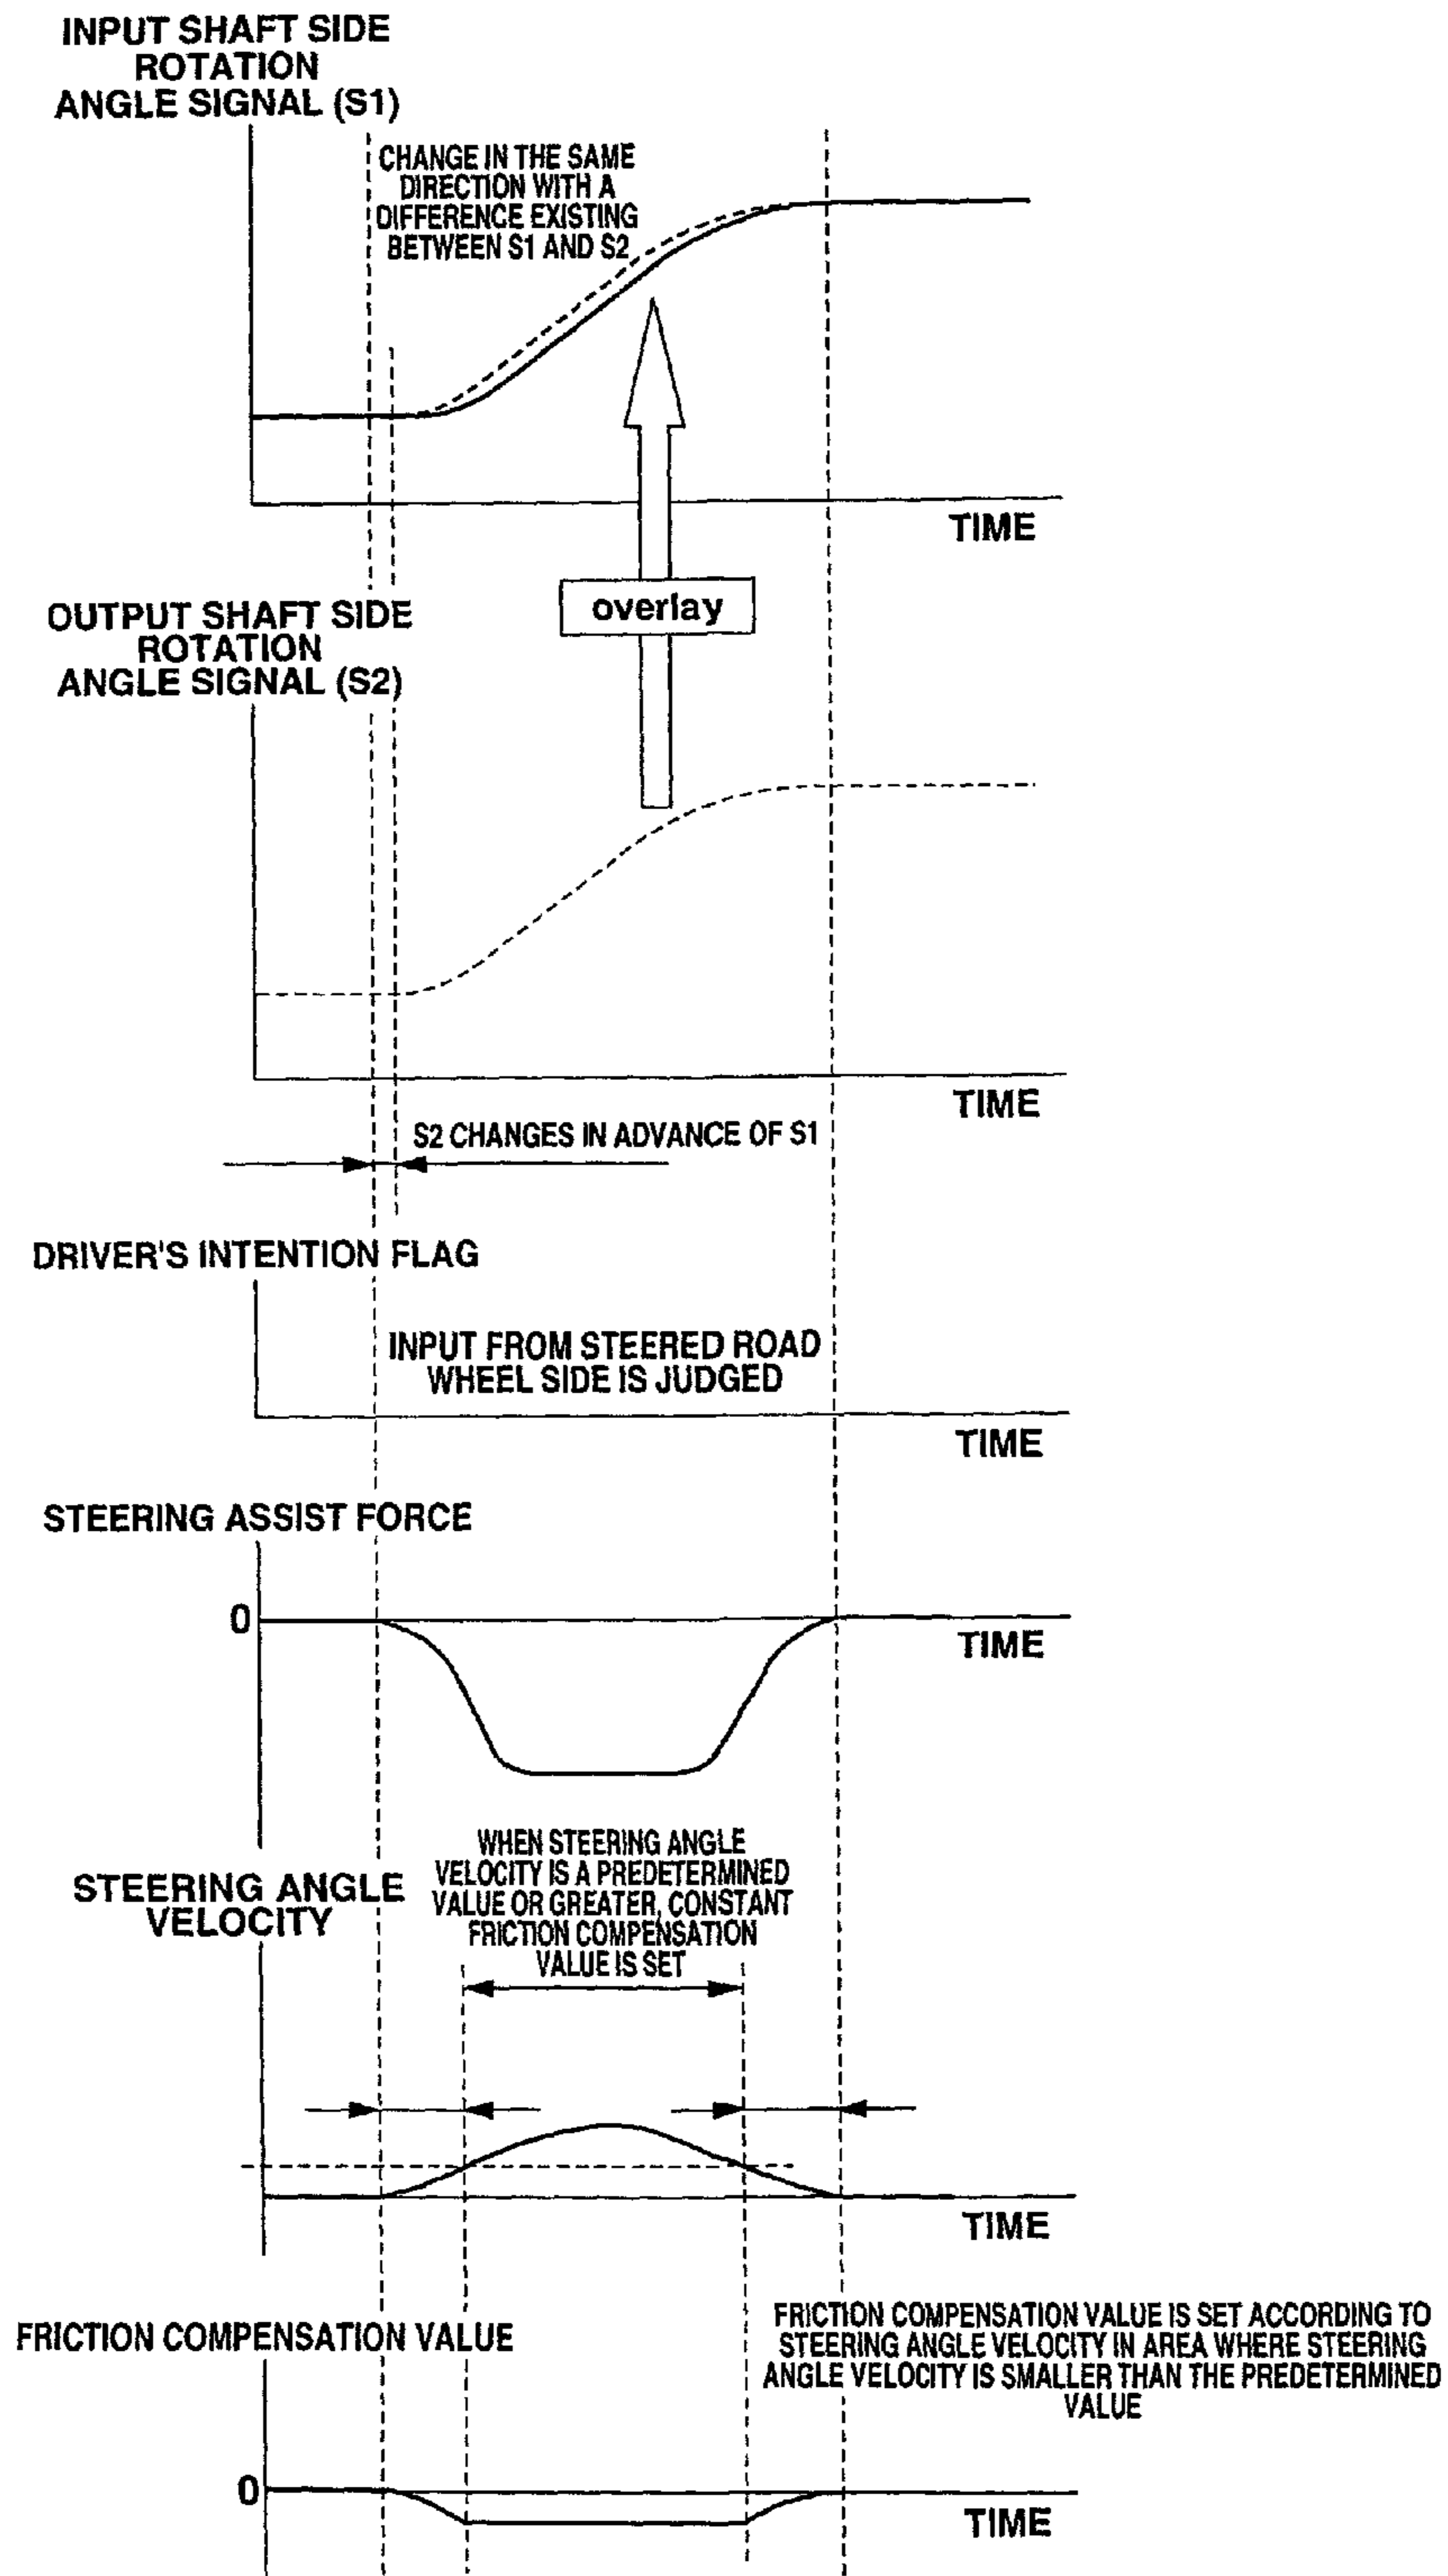 INPUT SHAFT SIDE
ROTATION
ANGLE SIGNAL (S1)
CHANGE IN THE SAME
DIRECTION WITH A
DIFFERENCE EXISTING
BETWEEN S1 AND S2
TIME
overlay
OUTPUT SHAFT SIDE
ROTATION
ANGLE SIGNAL (S2)
TIME
S2 CHANGES IN ADVANCE OF S1
DRIVER'S INTENTION FLAG
INPUT FROM STEERED ROAD
WHEEL SIDE IS JUDGED
TIME
STEERING ASSIST FORCE
0
TIME
WHEN STEERING ANGLE
VELOCITY IS A PREDETERMINED
VALUE OR GREATER, CONSTANT
FRICTION COMPENSATION
VALUE IS SET
STEERING ANGLE
VELOCITY
TIME
FRICTION COMPENSATION VALUE
FRICTION COMPENSATION VALUE IS SET ACCORDING TO
STEERING ANGLE VELOCITY IN AREA WHERE STEERING
ANGLE VELOCITY IS SMALLER THAN THE PREDETERMINED
VALUE
0
TIME